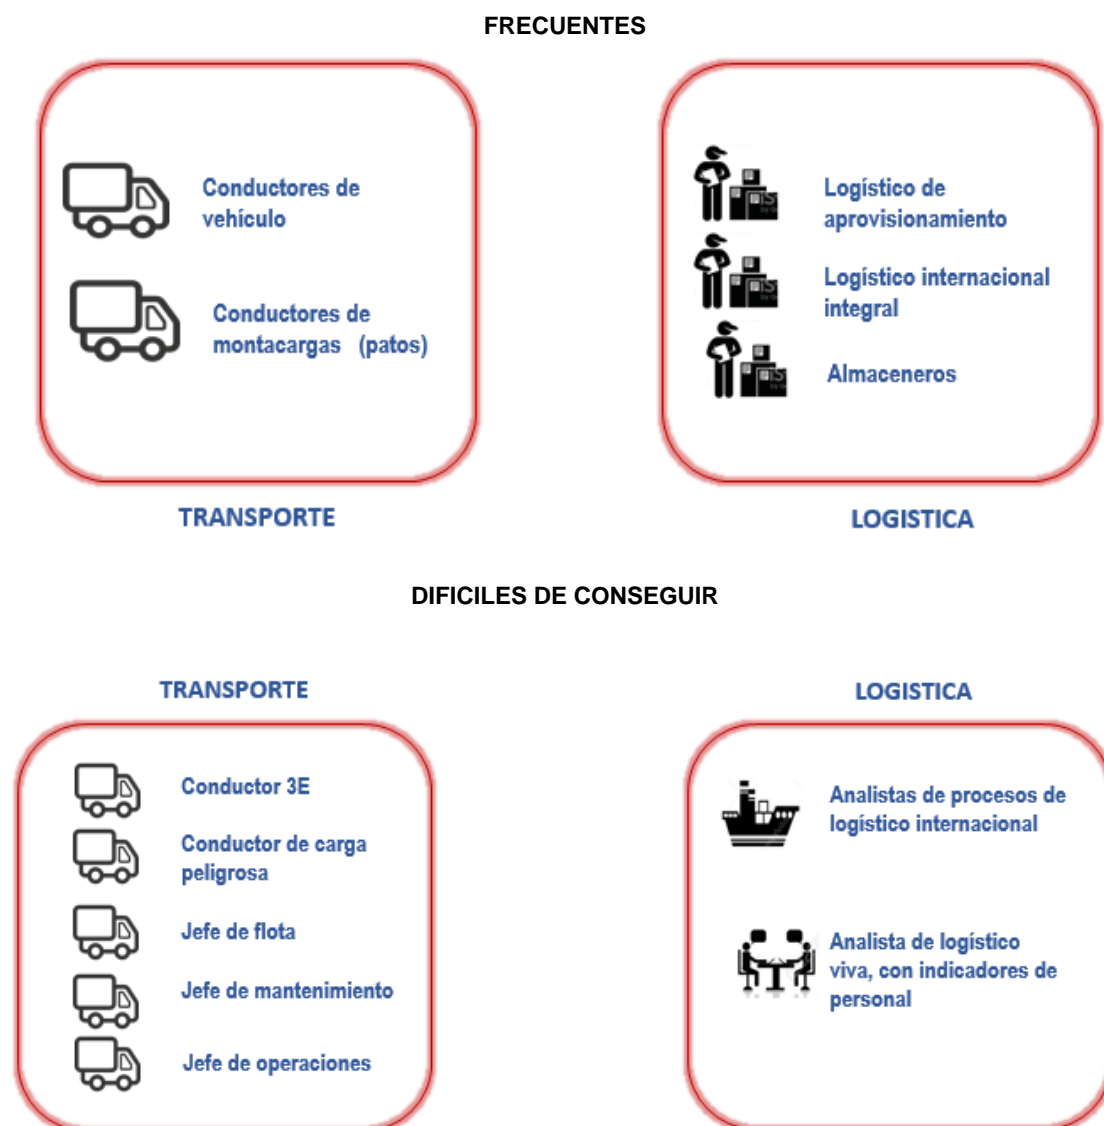 FRECUENTES
Conductores de
vehículo
Conductores de
montacargas (patos)
TRANSPORTE
Logístico de
aprovisionamiento
Logístico internacional
integral
Almaceneros
LOGISTICA
DIFICILES DE CONSEGUIR
TRANSPORTE
Conductor 3E
Conductor de carga
peligrosa
Jefe de flota
Jefe de mantenimiento
Jefe de operaciones
LOGISTICA
Analistas de procesos de
logístico internacional
Analista de logístico
viva, con indicadores de
personal